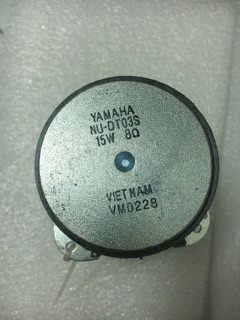 YAMAHA
NU-DT03S
15W 8Ω
VIETNAM
VM0228